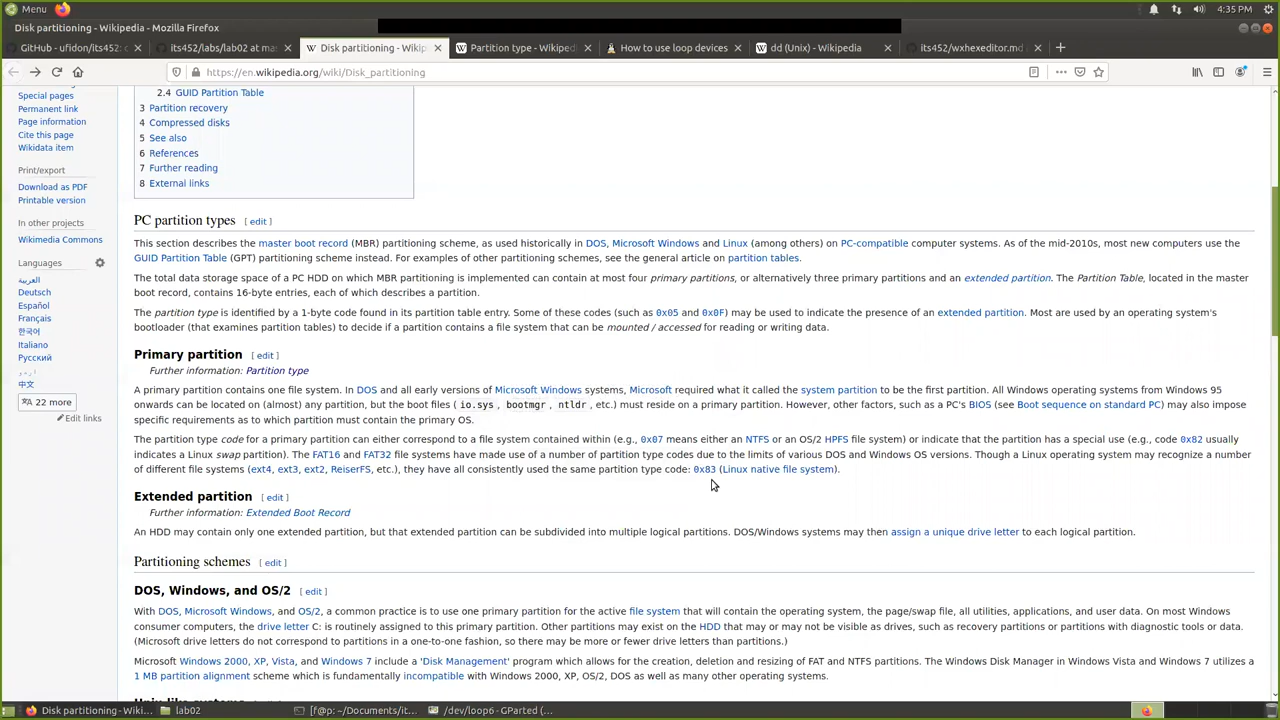 Menu
4:35 PM
Disk partitioning - Wikipedia - Mozilla Firefox
GitHub - ufidon/its452: c
its452/labs/lab02 at mas
Disk partitioning - Wikip
Partition type - Wikipedi
How to use loop devices
dd (Unix) - Wikipedia
its452/wxhexeditor.md a
https://en.wikipedia.org/wiki/Disk_partitioning
Special pages
Permanent link
Page information
Cite this page
Wikidata item
Print/export
Download as PDF
Printable version
In other projects
Wikimedia Commons
Languages
العربية
Deutsch
Español
Français
한국어
Italiano
Русский
اردو
中文
22 more
Edit links
2.4 GUID Partition Table
3 Partition recovery
4 Compressed disks
5 See also
6 References
7 Further reading
8 External links
PC partition types [ edit ]
This section describes the master boot record (MBR) partitioning scheme, as used historically in DOS, Microsoft Windows and Linux (among others) on PC-compatible computer systems. As of the mid-2010s, most new computers use the
GUID Partition Table (GPT) partitioning scheme instead. For examples of other partitioning schemes, see the general article on partition tables.
The total data storage space of a PC HDD on which MBR partitioning is implemented can contain at most four primary partitions, or alternatively three primary partitions and an extended partition. The Partition Table, located in the master
boot record, contains 16-byte entries, each of which describes a partition.
The partition type is identified by a 1-byte code found in its partition table entry. Some of these codes (such as 0x05 and 0x0F) may be used to indicate the presence of an extended partition. Most are used by an operating system's
bootloader (that examines partition tables) to decide if a partition contains a file system that can be mounted / accessed for reading or writing data.
Primary partition [ edit ]
Further information: Partition type
A primary partition contains one file system. In DOS and all early versions of Microsoft Windows systems, Microsoft required what it called the system partition to be the first partition. All Windows operating systems from Windows 95
onwards can be located on (almost) any partition, but the boot files ( io.sys , bootmgr , ntldr , etc.) must reside on a primary partition. However, other factors, such as a PC's BIOS (see Boot sequence on standard PC) may also impose
specific requirements as to which partition must contain the primary OS.
The partition type code for a primary partition can either correspond to a file system contained within (e.g., 0x07 means either an NTFS or an OS/2 HPFS file system) or indicate that the partition has a special use (e.g., code 0x82 usually
indicates a Linux swap partition). The FAT16 and FAT32 file systems have made use of a number of partition type codes due to the limits of various DOS and Windows OS versions. Though a Linux operating system may recognize a number
of different file systems (ext4, ext3, ext2, ReiserFS, etc.), they have all consistently used the same partition type code: 0x83 (Linux native file system).
Extended partition [ edit ]
Further information: Extended Boot Record
An HDD may contain only one extended partition, but that extended partition can be subdivided into multiple logical partitions. DOS/Windows systems may then assign a unique drive letter to each logical partition.
Partitioning schemes [ edit ]
DOS, Windows, and OS/2 [ edit ]
With DOS, Microsoft Windows, and OS/2, a common practice is to use one primary partition for the active file system that will contain the operating system, the page/swap file, all utilities, applications, and user data. On most Windows
consumer computers, the drive letter C: is routinely assigned to this primary partition. Other partitions may exist on the HDD that may or may not be visible as drives, such as recovery partitions or partitions with diagnostic tools or data.
(Microsoft drive letters do not correspond to partitions in a one-to-one fashion, so there may be more or fewer drive letters than partitions.)
Microsoft Windows 2000, XP, Vista, and Windows 7 include a 'Disk Management' program which allows for the creation, deletion and resizing of FAT and NTFS partitions. The Windows Disk Manager in Windows Vista and Windows 7 utilizes a
1 MB partition alignment scheme which is fundamentally incompatible with Windows 2000, XP, OS/2, DOS as well as many other operating systems.
Unix-like systems
Disk partitioning - Wiki...
lab02
[f@p: ~/Documents/it...
/dev/loop6 - GParted (...